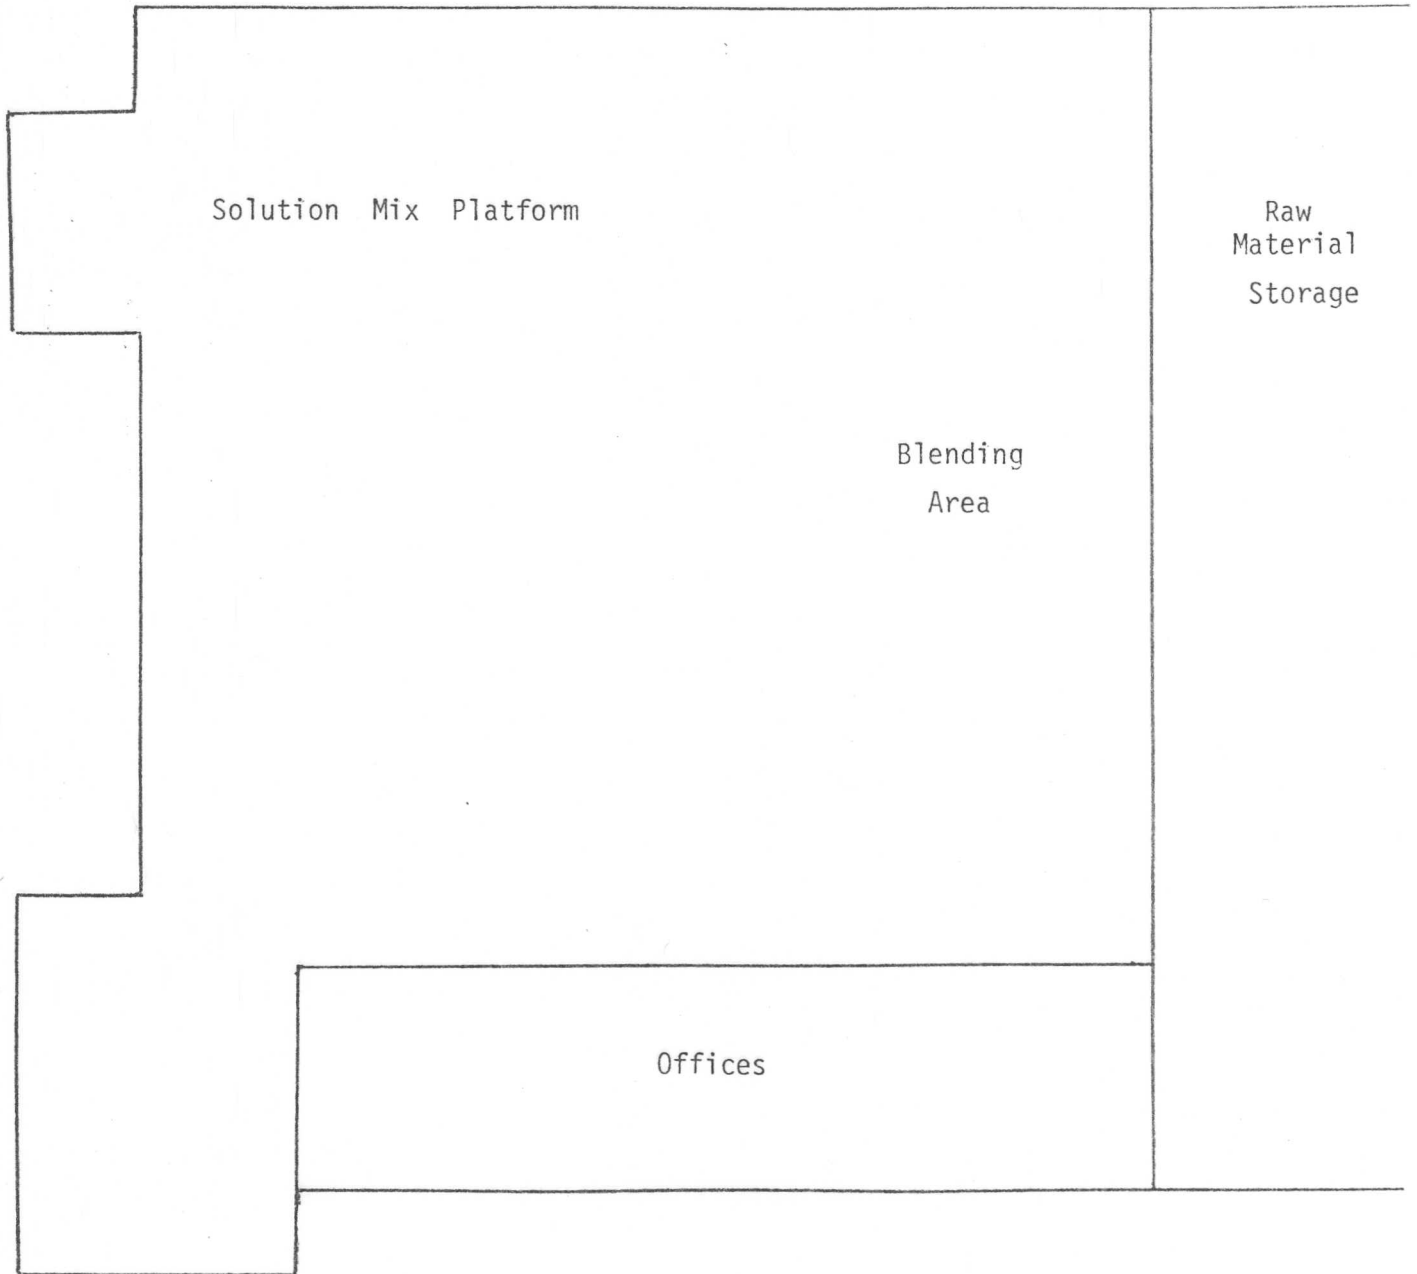 Solution Mix Platform
Raw
Material
Storage
Blending
Area
Offices